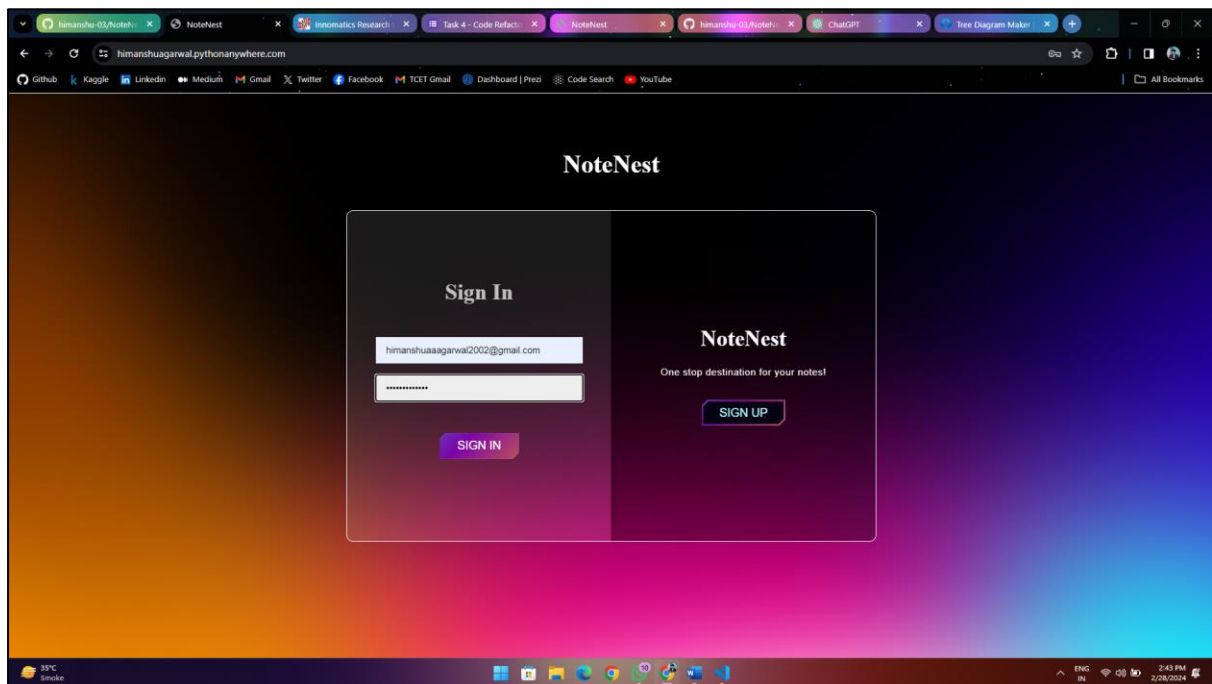 himanshu-03/NoteN
NoteNest
Innomatics Research
Task 4 - Code Refacto
NoteNest
himanshu-03/NoteN
ChatGPT
Tree Diagram Maker
himanshuagarwal.pythonanywhere.com
Github
Kaggle
Linkedin
Medium
Gmail
Twitter
Facebook
TCET Gmail
Dashboard | Prezi
Code Search
YouTube
All Bookmarks
NoteNest
Sign In
himanshuaaagarwal2002@gmail.com
•••••••••••••
SIGN IN
NoteNest
One stop destination for your notes!
SIGN UP
35°C
Smoke
10
ENG
IN
2:43 PM
2/28/2024